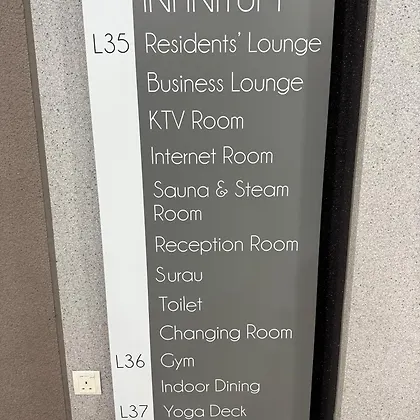 L35 Residents' Lounge
Business Lounge
KTV Room
Internet Room
Sauna & Steam
Room
Reception Room
Surau
Toilet
Changing Room
L36 Gym
Indoor Dining
L37 Yoga Deck